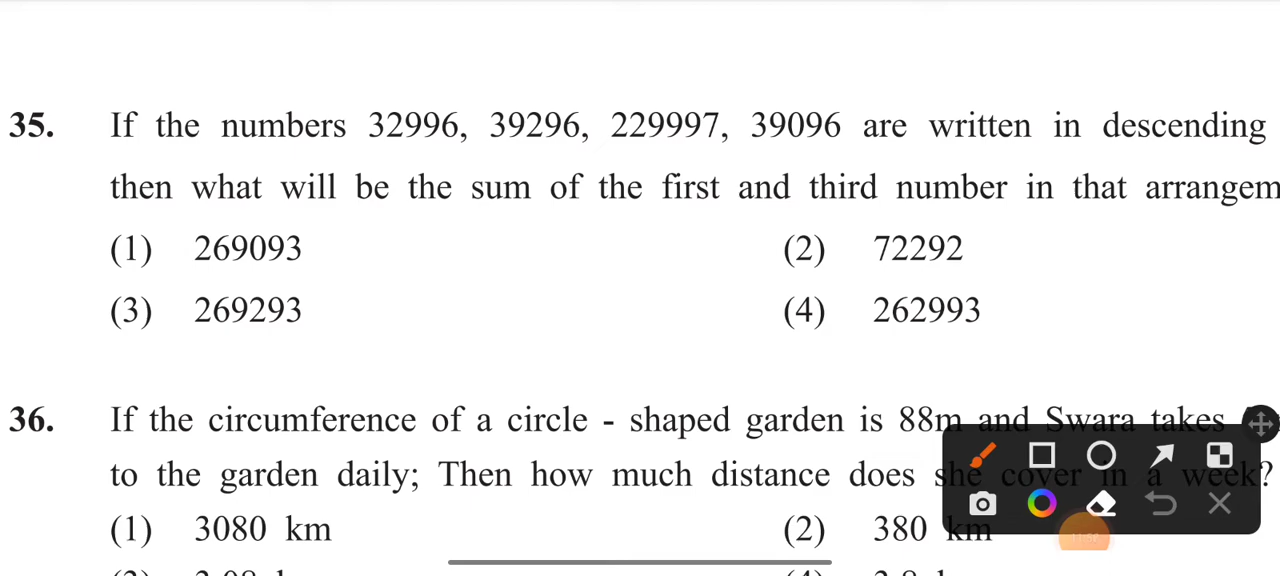 35. If the numbers 32996, 39296, 229997, 39096 are written in descending
then what will be the sum of the first and third number in that arrangem
(1) 269093 (2) 72292
(3) 269293 (4) 262993
36. If the circumference of a circle - shaped garden is 88m and Swara takes
to the garden daily; Then how much distance does she cover in a week?
(1) 3080 km (2) 380 km